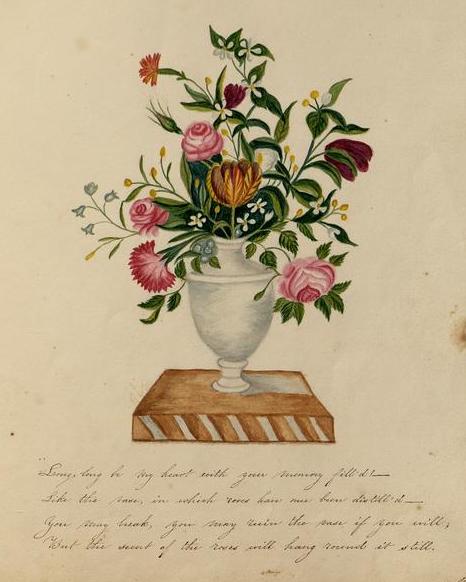 "Long, long be my heart with your memory fill'd!—
Like the vase, in which roses have once been distill'd—
You may break, you may ruin the vase if you will,
But the scent of the roses will hang round it still.